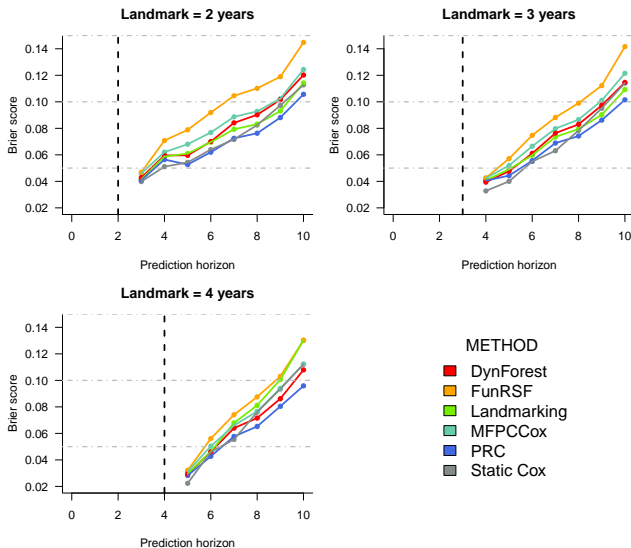 Landmark = 2 years
Brier score
0.14
0.12
0.10
0.08
0.06
0.04
0.02
0 2 4 6 8 10
Prediction horizon
Landmark = 3 years
Brier score
0.14
0.12
0.10
0.08
0.06
0.04
0.02
0 2 4 6 8 10
Prediction horizon
Landmark = 4 years
Brier score
0.14
0.12
0.10
0.08
0.06
0.04
0.02
0 2 4 6 8 10
Prediction horizon
METHOD
DynForest
FunRSF
Landmarking
MFPCCox
PRC
Static Cox